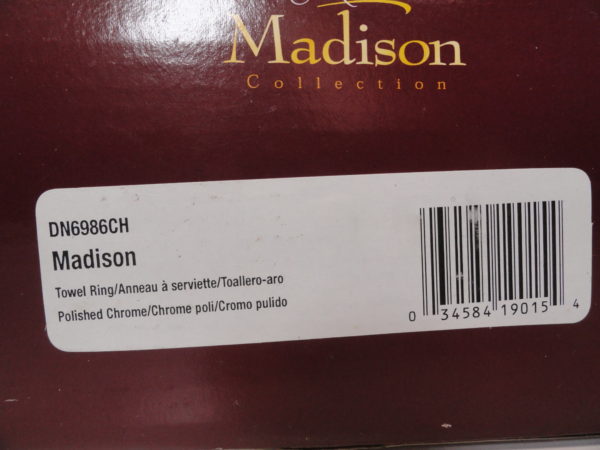 Madison
Collection
DN6986CH
Madison
Towel Ring/Anneau à serviette/Toallero-aro
Polished Chrome/Chrome poli/Cromo pulido
0 34584 19015 4